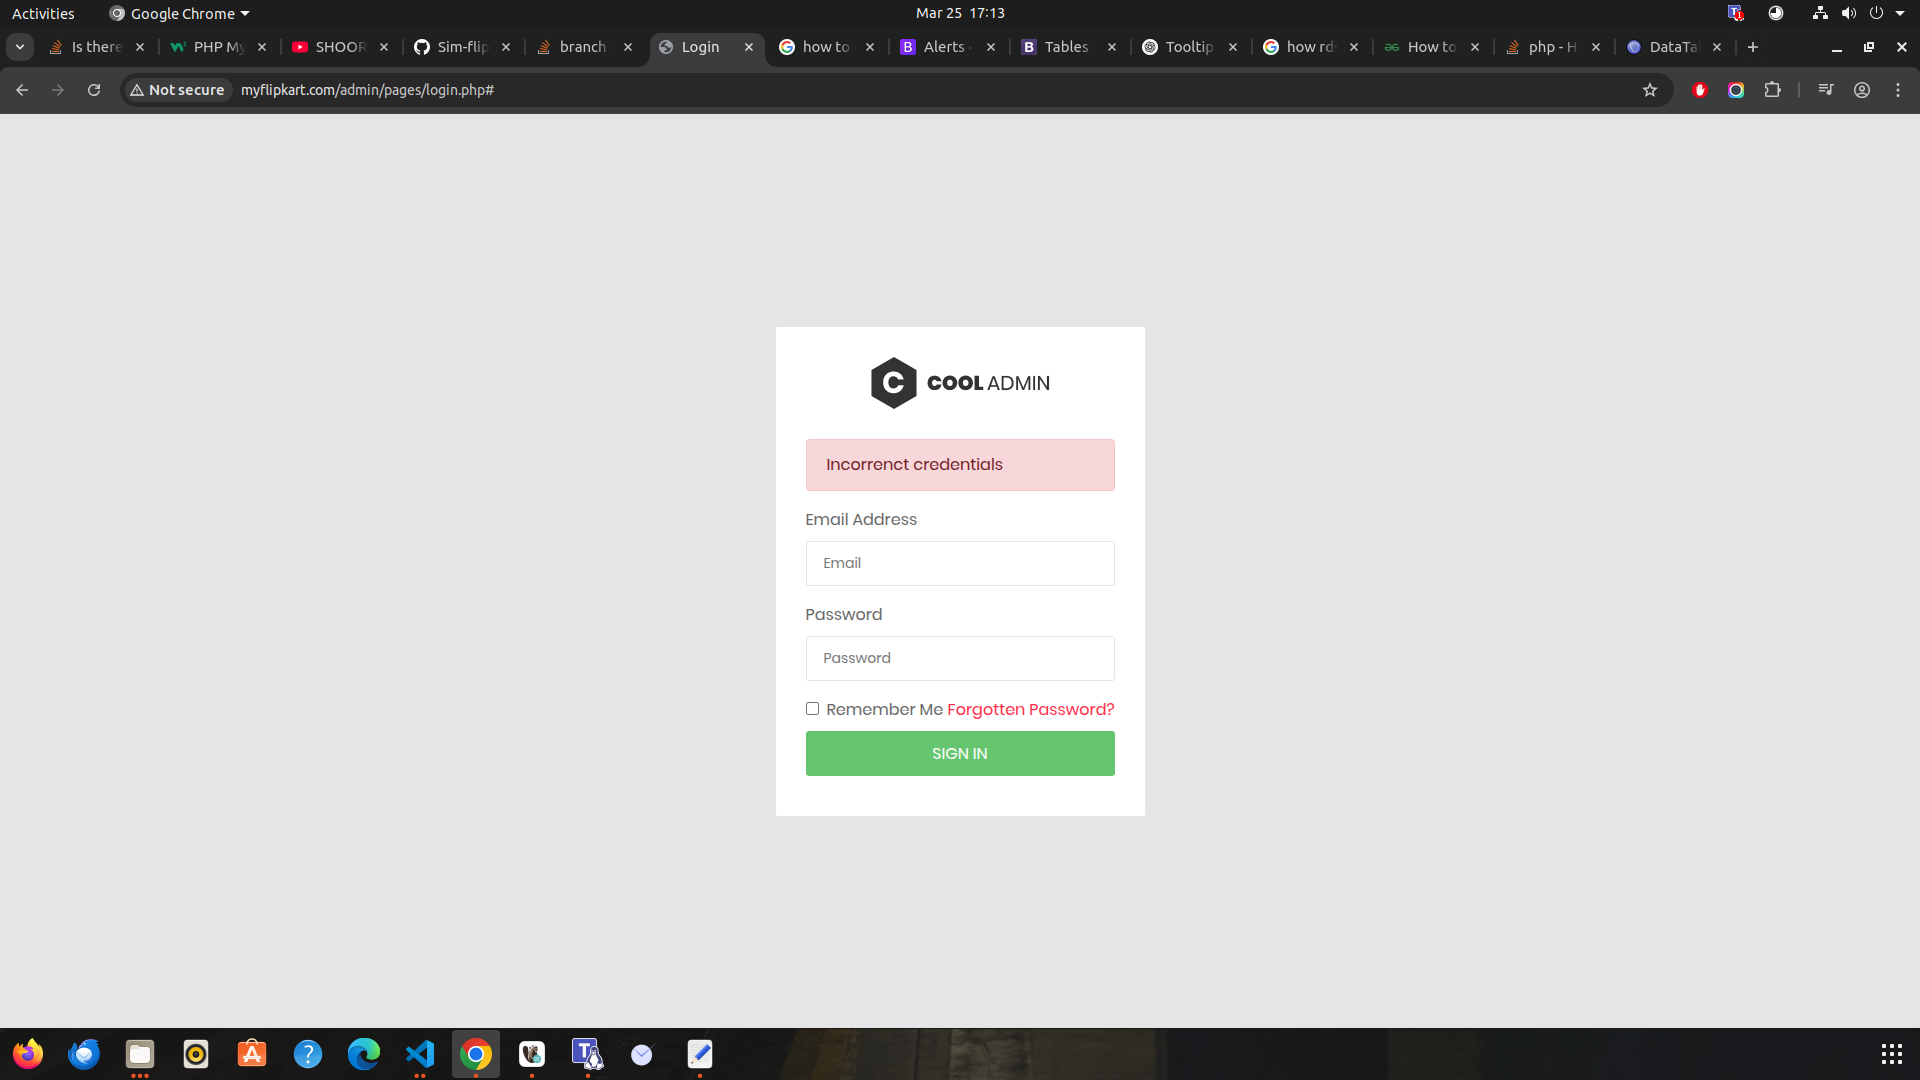 Activities Google Chrome Mar 25 17:13
Is there PHP My SHOOR Sim-flip branch Login how to Alerts - Tables - Tooltip how rds How to php - H DataTa
Not secure myflipkart.com/admin/pages/login.php#
C COOL ADMIN
Incorrenct credentials
Email Address
Email
Password
Password
Remember Me Forgotten Password?
SIGN IN